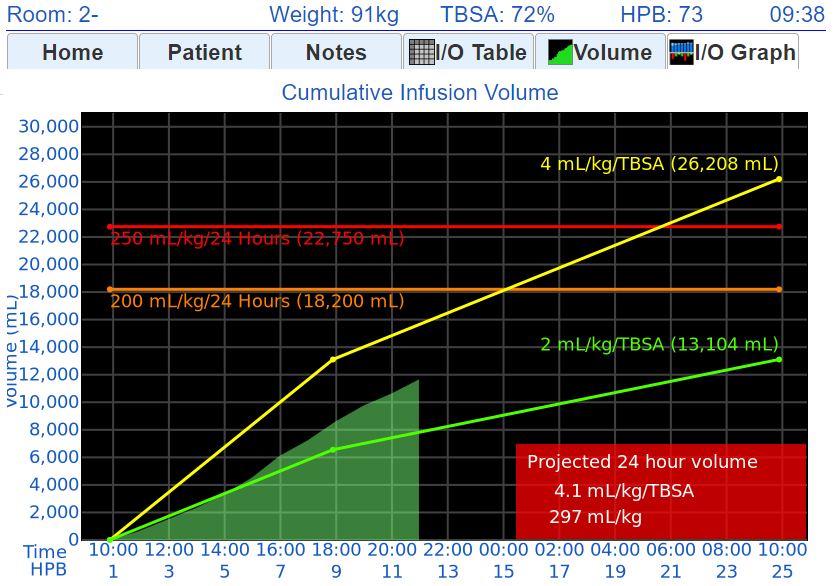 Room: 2- Weight: 91kg TBSA: 72% HPB: 73 09:38
Home Patient Notes I/O Table Volume I/O Graph
Cumulative Infusion Volume
30,000
28,000
4 mL/kg/TBSA (26,208 mL)
26,000
24,000
250 mL/kg/24 Hours (22,750 mL)
22,000
20,000
200 mL/kg/24 Hours (18,200 mL)
18,000
16,000
2 mL/kg/TBSA (13,104 mL)
14,000
12,000
10,000
8,000
6,000
4,000
2,000
0
Volume (mL)
Projected 24 hour volume
4.1 mL/kg/TBSA
297 mL/kg
Time 10:00 12:00 14:00 16:00 18:00 20:00 22:00 00:00 02:00 04:00 06:00 08:00 10:00
HPB 1 3 5 7 9 11 13 15 17 19 21 23 25